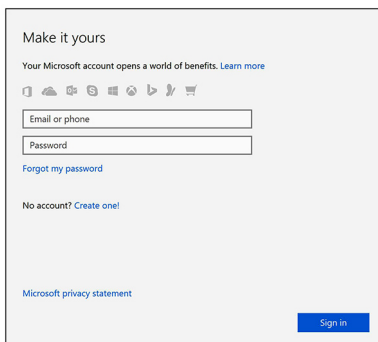 Make it yours
Your Microsoft account opens a world of benefits. Learn more
Email or phone
Password
Forgot my password
No account? Create one!
Microsoft privacy statement
Sign in